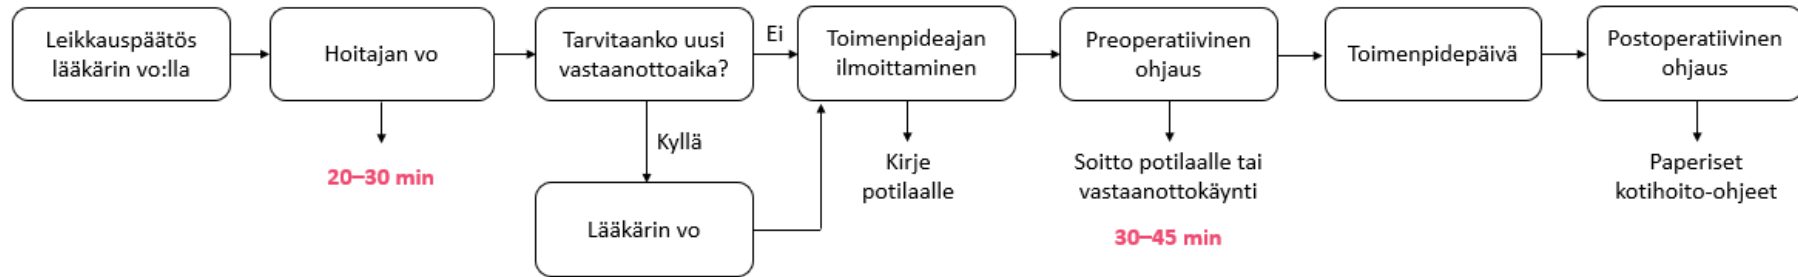 Leikkauspäätös
lääkärin vo:lla
Hoitajan vo
20–30 min
Tarvitaanko uusi
vastaanottoaika?
Ei
Kyllä
Lääkärin vo
Toimenpideajan
ilmoittaminen
Kirje
potilaalle
Preoperatiivinen
ohjaus
Soitto potilaalle tai
vastaanottokäynti
30–45 min
Toimenpidepäivä
Postoperatiivinen
ohjaus
Paperiset
kotihoito-ohjeet